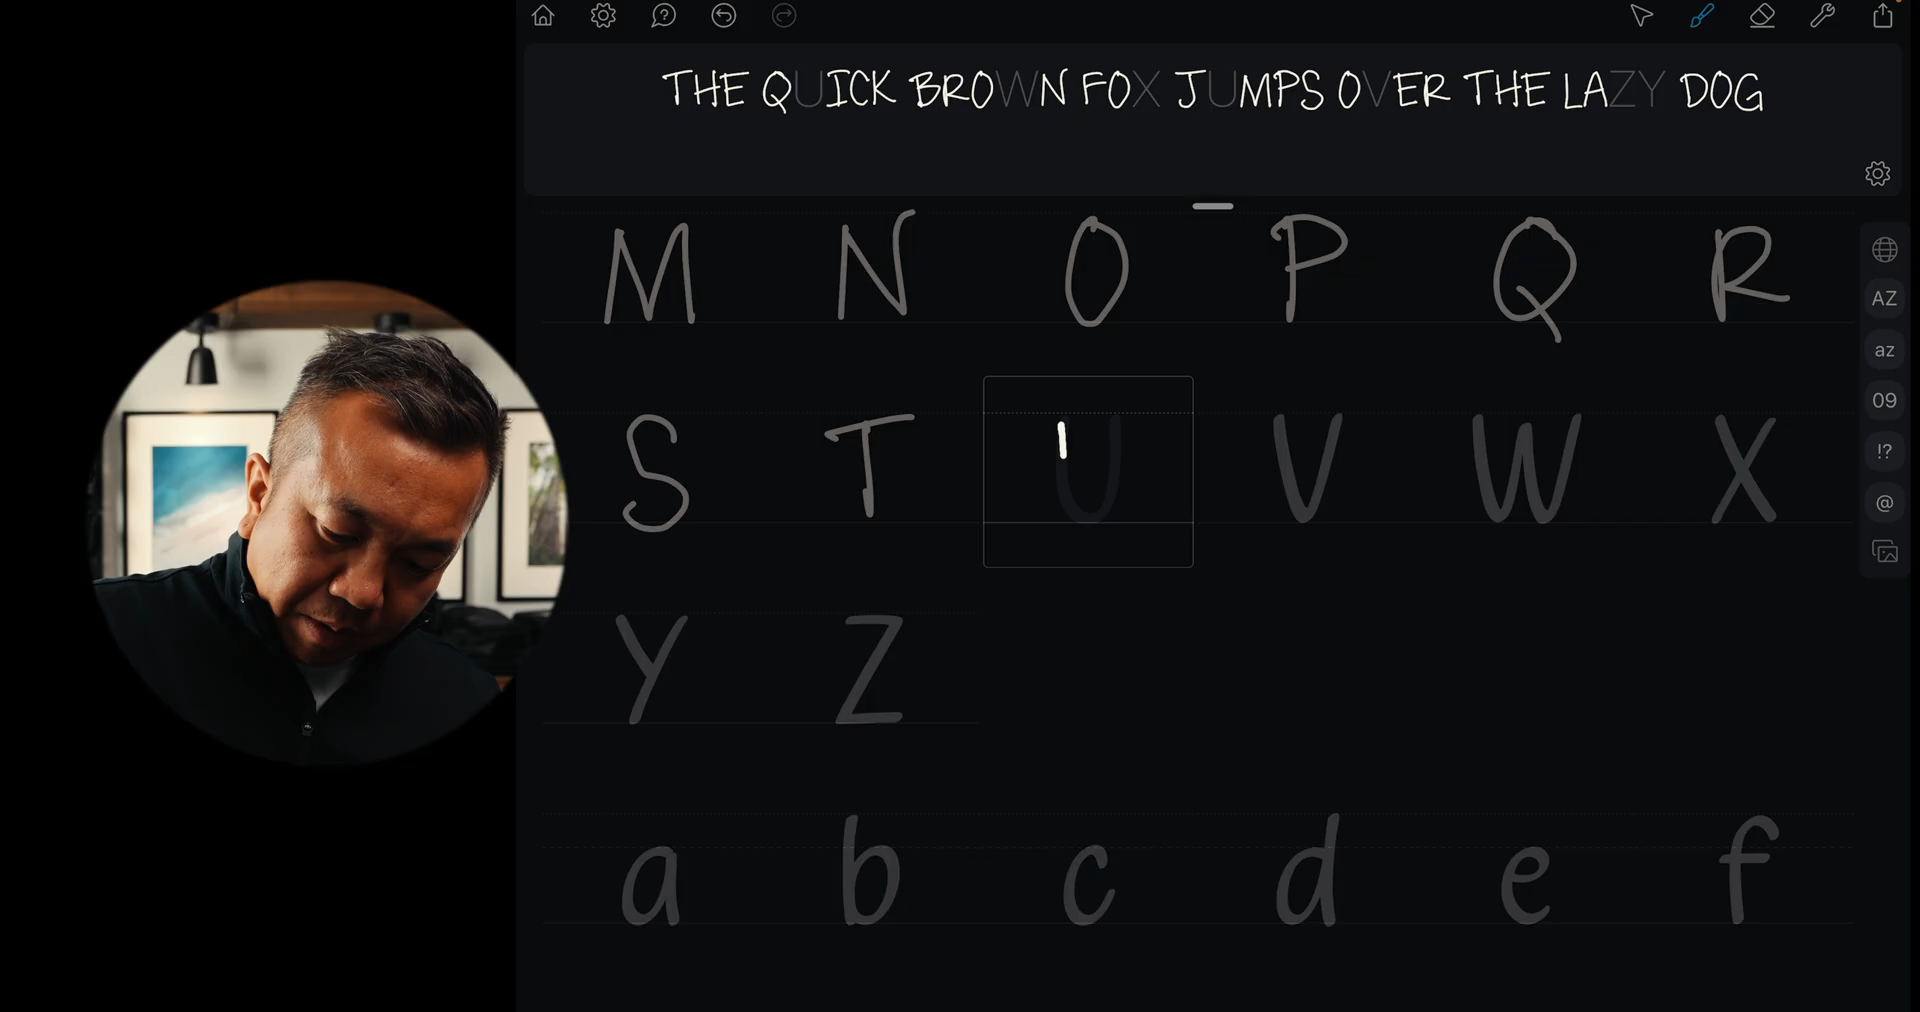 THE QUICK BROWN FOX JUMPS OVER THE LAZY DOG
M N O P Q R
AZ
az
09
S T U V W X
!?
@
Y Z
a b c d e f